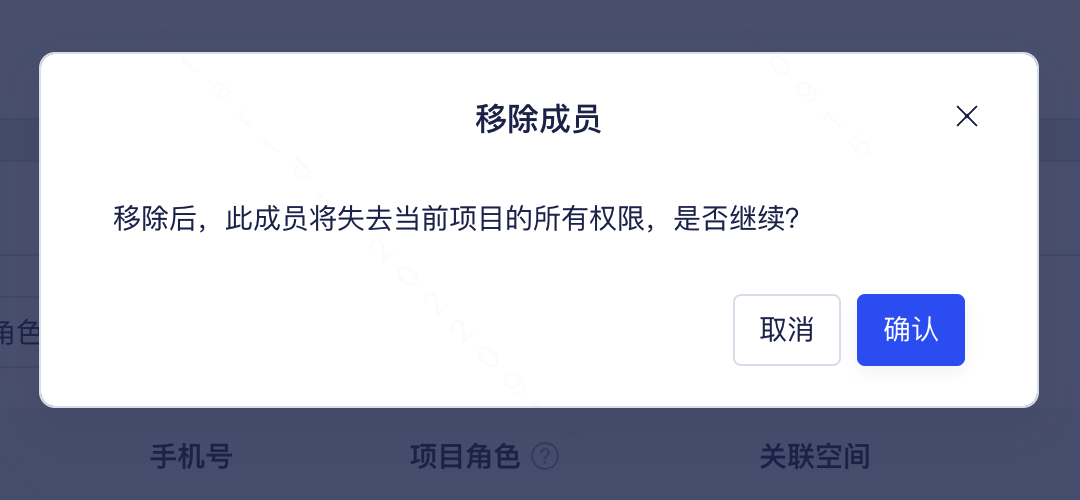 移除成员
移除后，此成员将失去当前项目的所有权限，是否继续？
取消
确认
角色
手机号
项目角色
关联空间